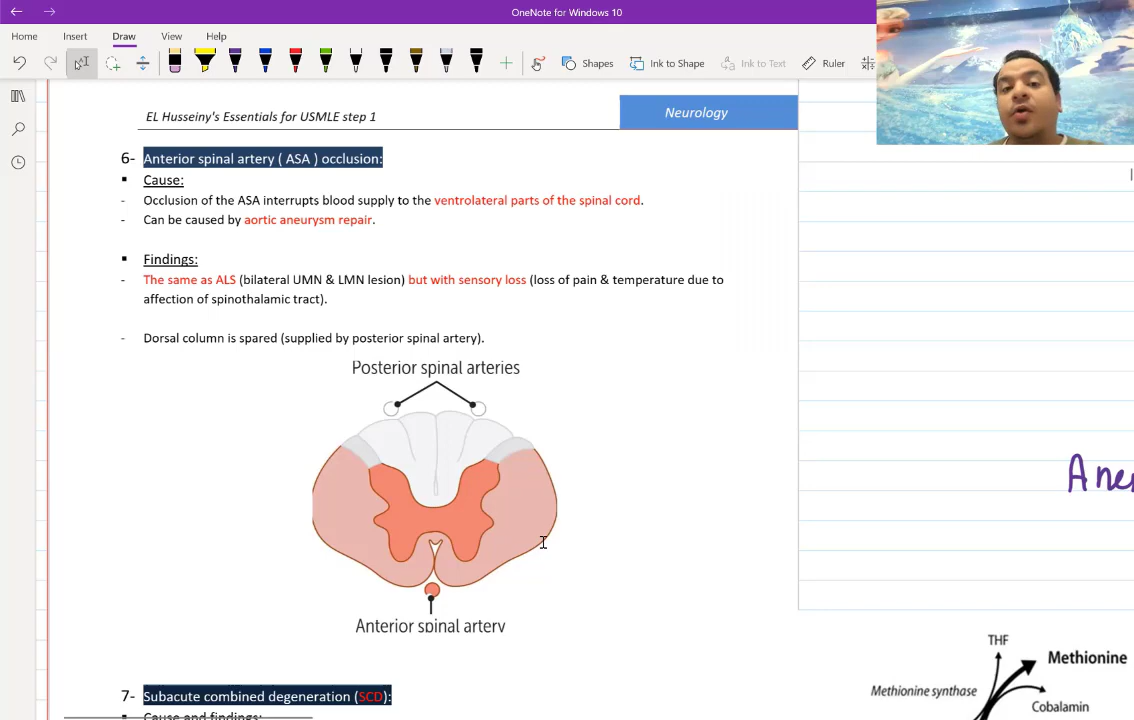 OneNote for Windows 10
Home Insert Draw View Help
Shapes Ink to Shape Ink to Text Ruler
EL Husseiny's Essentials for USMLE step 1
Neurology
6- Anterior spinal artery ( ASA ) occlusion:
▪ Cause:
- Occlusion of the ASA interrupts blood supply to the ventrolateral parts of the spinal cord.
- Can be caused by aortic aneurysm repair.
▪ Findings:
- The same as ALS (bilateral UMN & LMN lesion) but with sensory loss (loss of pain & temperature due to
affection of spinothalamic tract).
- Dorsal column is spared (supplied by posterior spinal artery).
Posterior spinal arteries
Anterior spinal artery
7- Subacute combined degeneration (SCD):
▪ Cause and findings:
THF
Methionine
Methionine synthase
Cobalamin